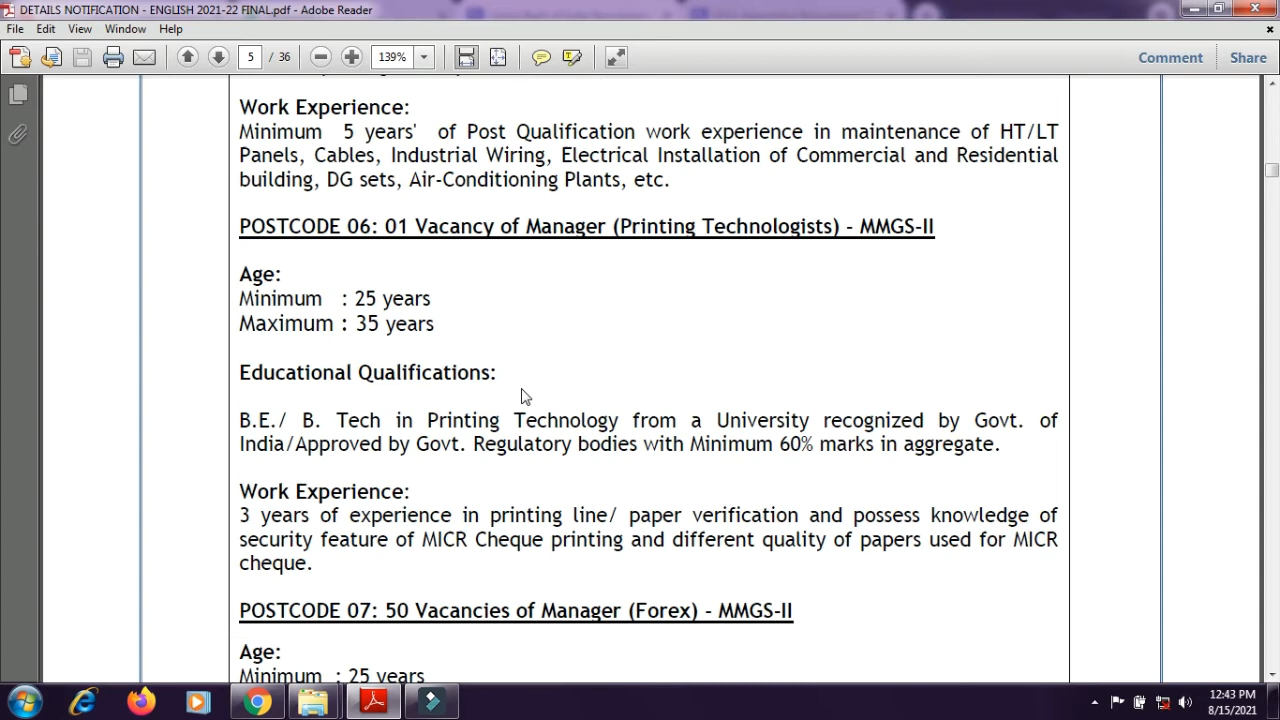 DETAILS NOTIFICATION - ENGLISH 2021-22 FINAL.pdf - Adobe Reader
File Edit View Window Help
5 / 36 139% Comment Share
Work Experience:
Minimum 5 years' of Post Qualification work experience in maintenance of HT/LT
Panels, Cables, Industrial Wiring, Electrical Installation of Commercial and Residential
building, DG sets, Air-Conditioning Plants, etc.
POSTCODE 06: 01 Vacancy of Manager (Printing Technologists) - MMGS-II
Age:
Minimum : 25 years
Maximum : 35 years
Educational Qualifications:
B.E./ B. Tech in Printing Technology from a University recognized by Govt. of
India/Approved by Govt. Regulatory bodies with Minimum 60% marks in aggregate.
Work Experience:
3 years of experience in printing line/ paper verification and possess knowledge of
security feature of MICR Cheque printing and different quality of papers used for MICR
cheque.
POSTCODE 07: 50 Vacancies of Manager (Forex) - MMGS-II
Age:
Minimum : 25 years
12:43 PM
8/15/2021